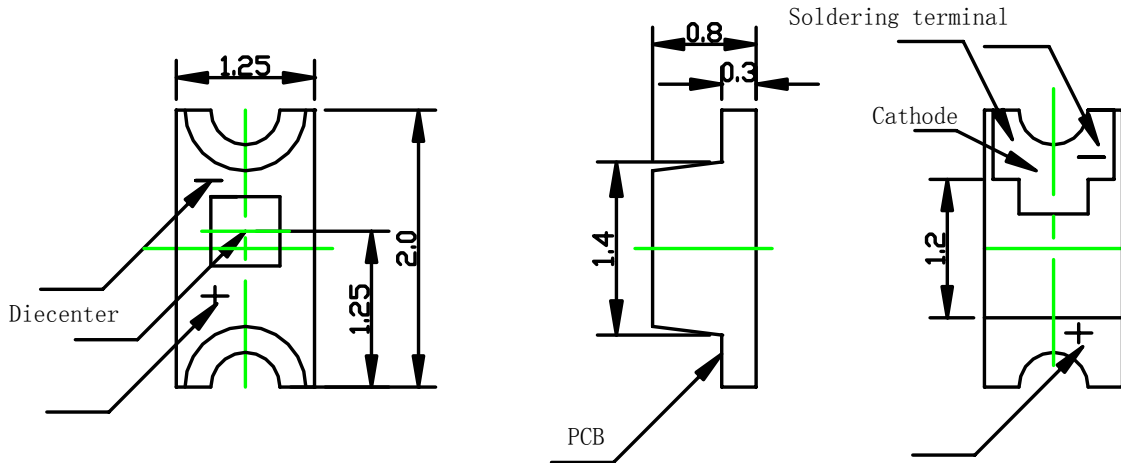 1.25
Diecenter
−
+
2.0
1.25
0.8
0.3
1.4
PCB
Soldering terminal
Cathode
−
1.2
+